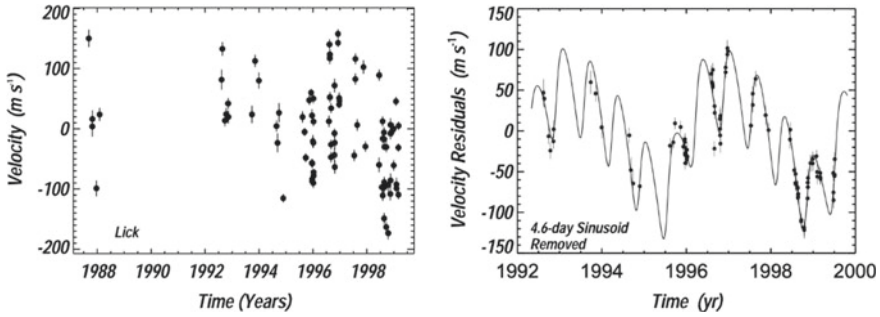 200
100
0
-100
-200
Velocity (m s¹)
Lick
1988 1990 1992 1994 1996 1998
Time (Years)
150
100
50
0
-50
-100
-150
Velocity Residuals (m s⁻¹)
4.6-day Sinusoid
Removed
1992 1994 1996 1998 2000
Time (yr)